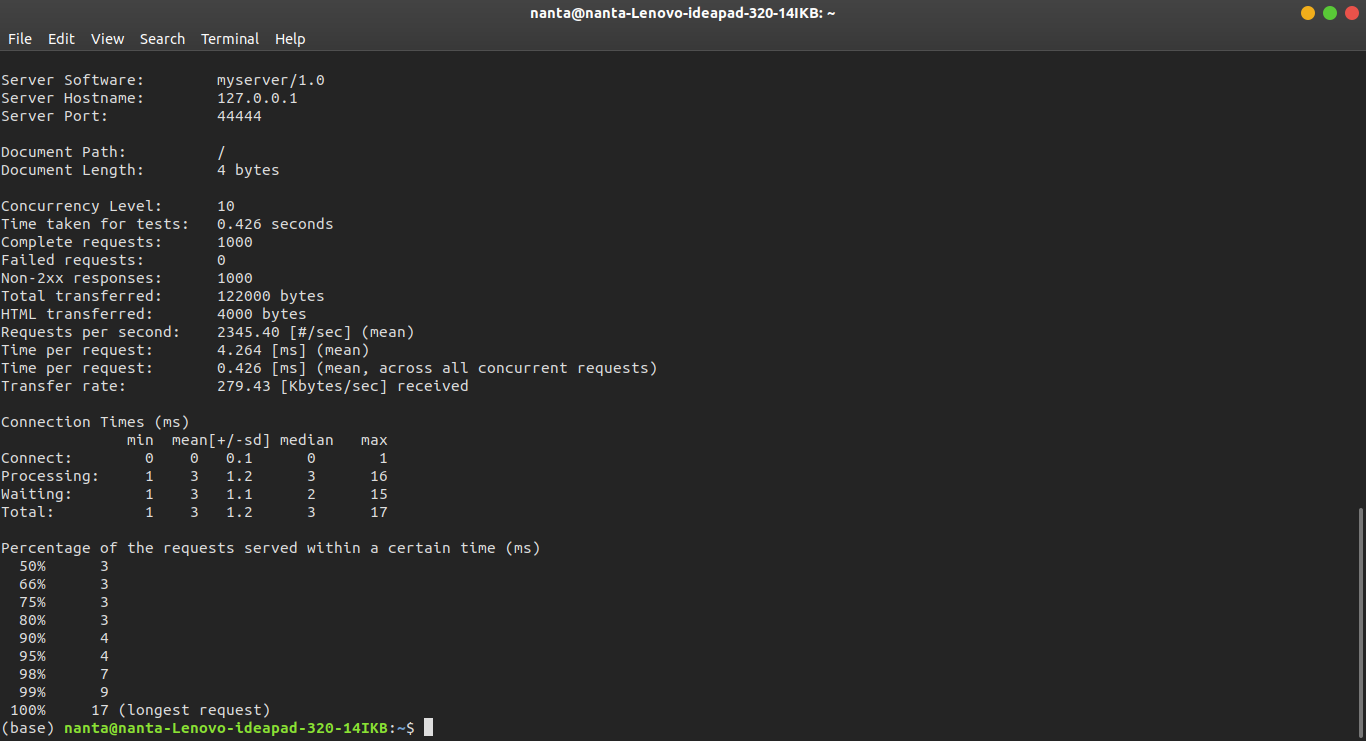 nanta@nanta-Lenovo-ideapad-320-14IKB: ~
File Edit View Search Terminal Help
Server Software:        myserver/1.0
Server Hostname:        127.0.0.1
Server Port:            44444
Document Path:          /
Document Length:        4 bytes
Concurrency Level:      10
Time taken for tests:   0.426 seconds
Complete requests:      1000
Failed requests:        0
Non-2xx responses:      1000
Total transferred:      122000 bytes
HTML transferred:       4000 bytes
Requests per second:    2345.40 [#/sec] (mean)
Time per request:       4.264 [ms] (mean)
Time per request:       0.426 [ms] (mean, across all concurrent requests)
Transfer rate:          279.43 [Kbytes/sec] received
Connection Times (ms)
              min  mean[+/-sd] median   max
Connect:        0    0   0.1      0       1
Processing:     1    3   1.2      3      16
Waiting:        1    3   1.1      2      15
Total:          1    3   1.2      3      17
Percentage of the requests served within a certain time (ms)
  50%      3
  66%      3
  75%      3
  80%      3
  90%      4
  95%      4
  98%      7
  99%      9
 100%     17 (longest request)
(base) nanta@nanta-Lenovo-ideapad-320-14IKB:~$